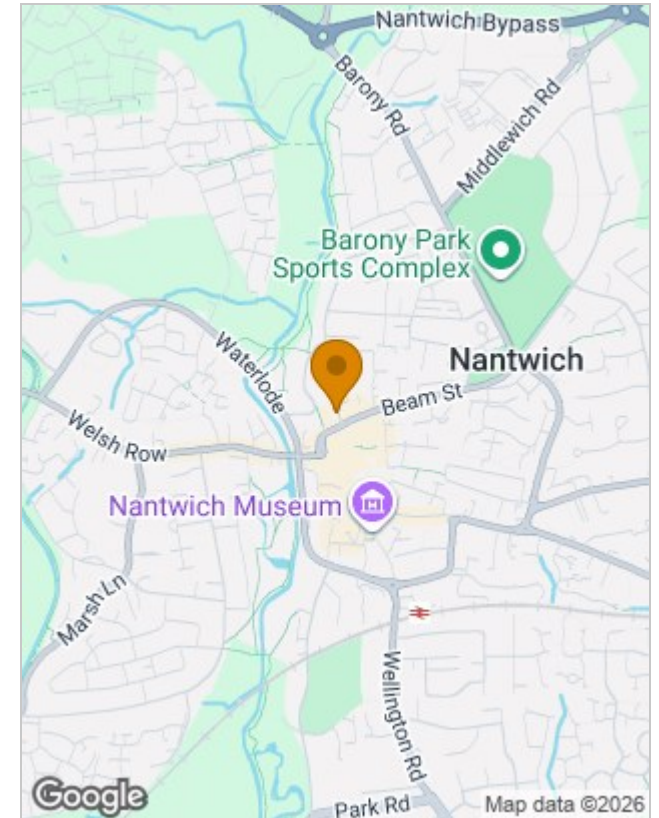 Nantwich Bypass
Barony Rd
Middlewich Rd
Barony Park
Sports Complex
Nantwich
Waterlode
Beam St
Welsh Row
Nantwich Museum
Marsh Ln
Wellington Rd
Park Rd
Google
Map data ©2026